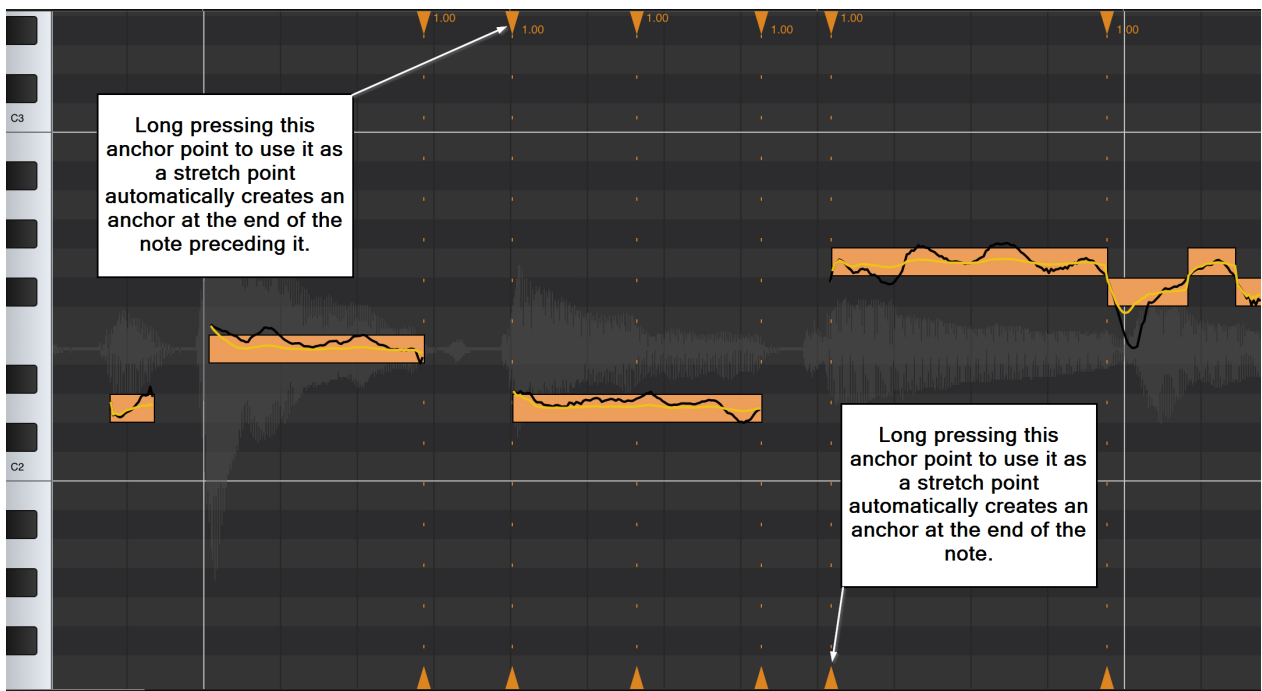 1.00
1.00
1.00
1.00
1.00
1.00
C3
Long pressing this
anchor point to use it as
a stretch point
automatically creates an
anchor at the end of the
note preceding it.
C2
Long pressing this
anchor point to use it as
a stretch point
automatically creates an
anchor at the end of the
note.